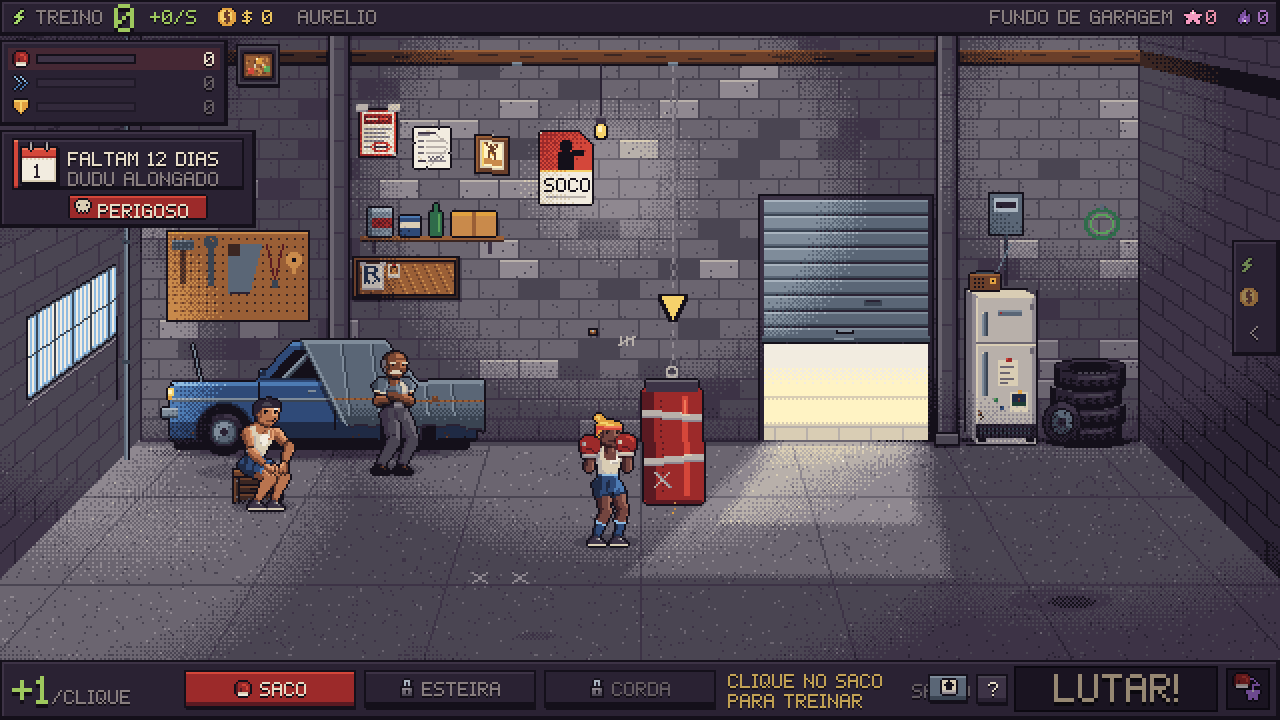 TREINO 0 +0/S $ 0 AURELIO
FUNDO DE GARAGEM 0 0
0
0
0
1
FALTAM 12 DIAS
DUDU ALONGADO
PERIGOSO
SOCO
R
+1/CLIQUE
SACO
ESTEIRA
CORDA
CLIQUE NO SACO
PARA TREINAR
?
LUTAR!